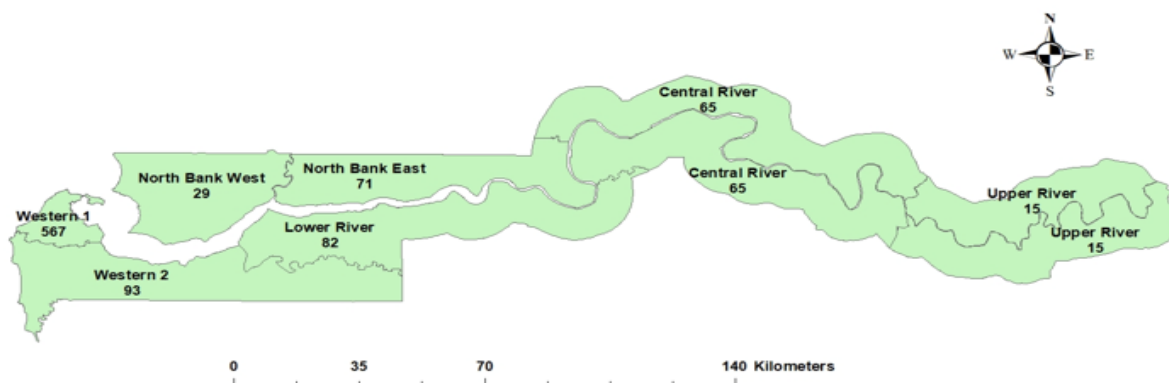 N
W E
S
Central River
65
North Bank West
29
North Bank East
71
Central River
65
Upper River
15
Western 1
567
Lower River
82
Upper River
15
Western 2
93
0 35 70 140 Kilometers